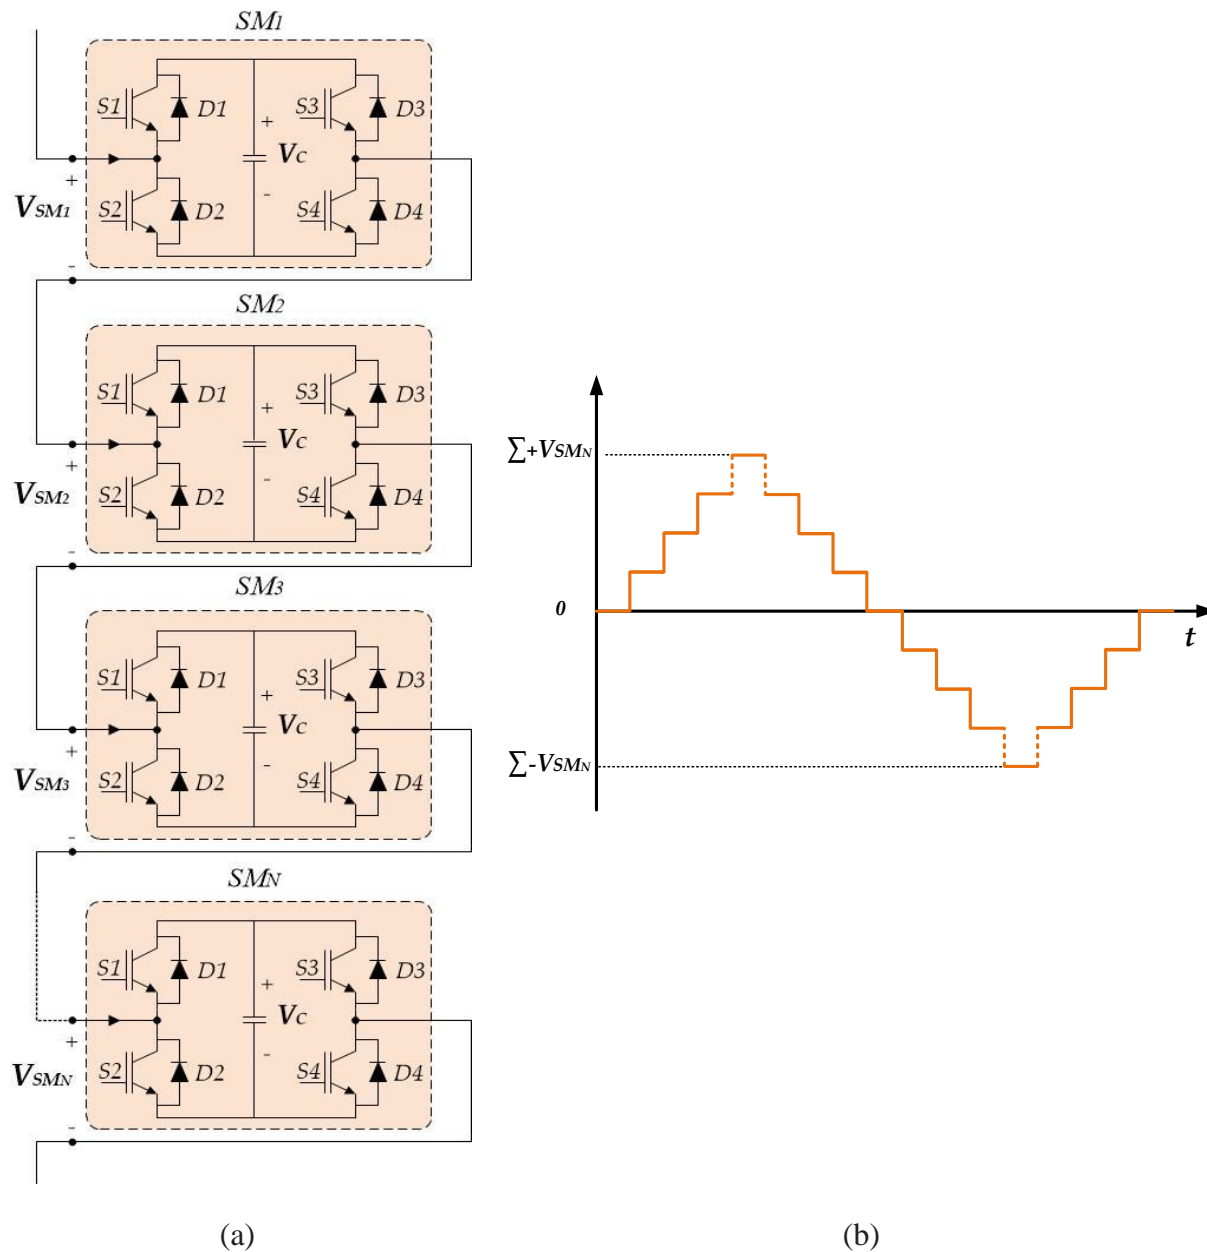 SM1
S1 D1 + S3 D3
Vc
+
VSM1 S2 D2 - S4 D4
-
SM2
S1 D1 + S3 D3
Vc
+
VSM2 S2 D2 - S4 D4
-
SM3
S1 D1 + S3 D3
Vc
+
VSM3 S2 D2 - S4 D4
-
SMN
S1 D1 + S3 D3
Vc
+
VSMN S2 D2 - S4 D4
-
(a)
∑+VSMN
0
t
∑-VSMN
(b)